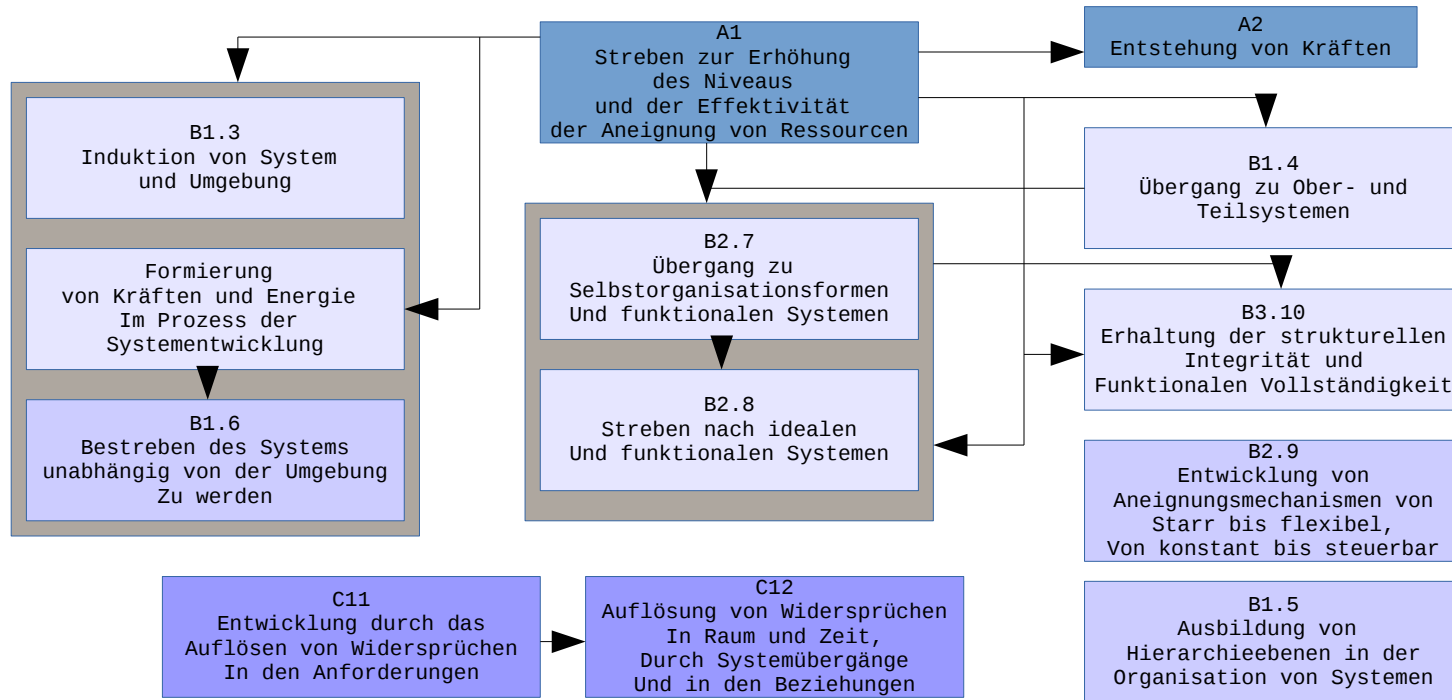 A1
Streben zur Erhöhung
des Niveaus
und der Effektivität
der Aneignung von Ressourcen
A2
Entstehung von Kräften
B1.3
Induktion von System
und Umgebung
B1.4
Übergang zu Ober- und
Teilsystemen
Formierung
von Kräften und Energie
Im Prozess der
Systementwicklung
B2.7
Übergang zu
Selbstorganisationsformen
Und funktionalen Systemen
B3.10
Erhaltung der strukturellen
Integrität und
Funktionalen Vollständigkeit
B1.6
Bestreben des Systems
unabhängig von der Umgebung
Zu werden
B2.8
Streben nach idealen
Und funktionalen Systemen
B2.9
Entwicklung von
Aneignungsmechanismen von
Starr bis flexibel,
Von konstant bis steuerbar
C11
Entwicklung durch das
Auflösen von Widersprüchen
In den Anforderungen
C12
Auflösung von Widersprüchen
In Raum und Zeit,
Durch Systemübergänge
Und in den Beziehungen
B1.5
Ausbildung von
Hierarchieebenen in der
Organisation von Systemen